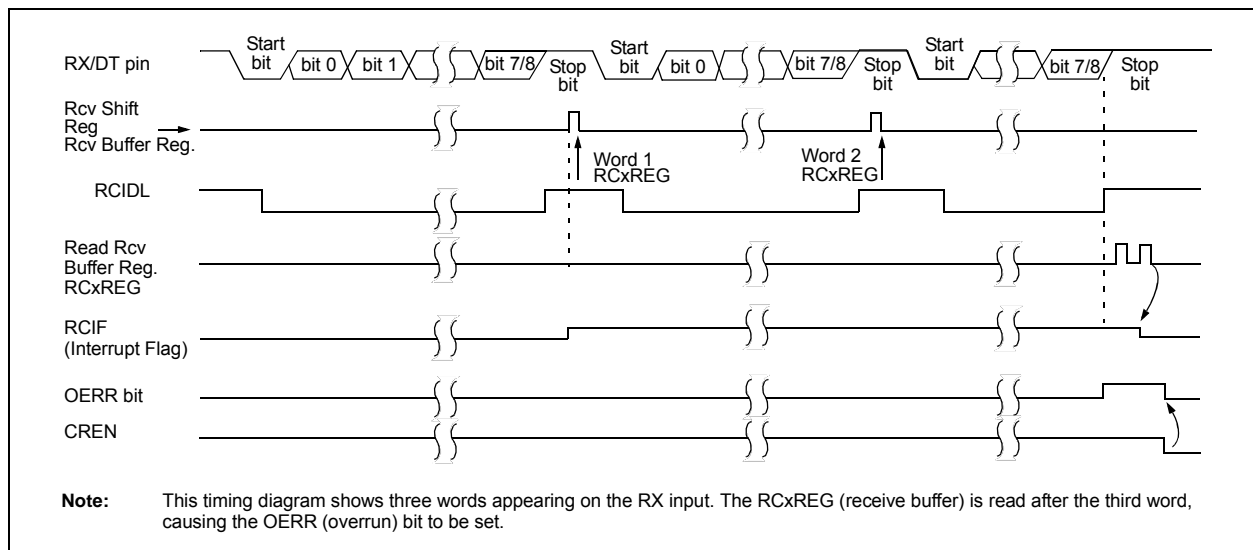 Start
bit
bit 0
bit 1
bit 7/8
Stop
bit
Start
bit
bit 0
bit 7/8
Stop
bit
Start
bit
bit 7/8
Stop
bit
RX/DT pin
Rcv Shift
Reg
Rcv Buffer Reg.
Word 1
RCxREG
Word 2
RCxREG
RCIDL
Read Rcv
Buffer Reg.
RCxREG
RCIF
(Interrupt Flag)
OERR bit
CREN
Note: This timing diagram shows three words appearing on the RX input. The RCxREG (receive buffer) is read after the third word,
causing the OERR (overrun) bit to be set.